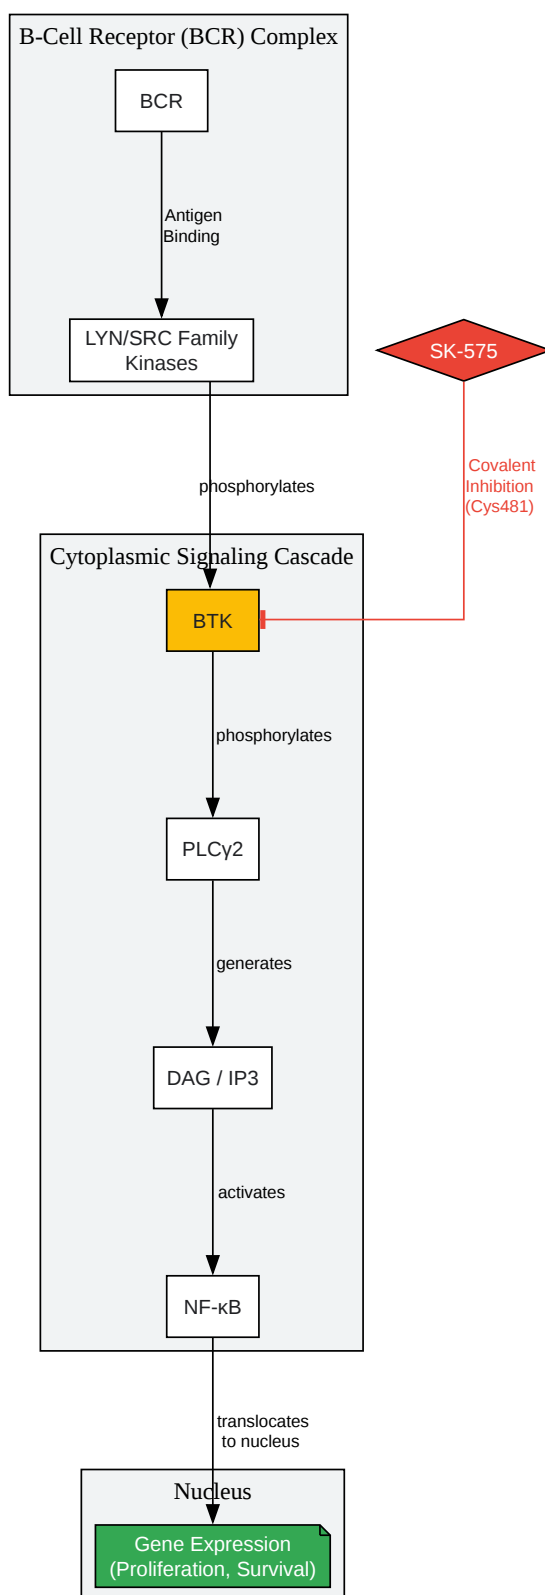 B-Cell Receptor (BCR) Complex
BCR
Antigen
Binding
LYN/SRC Family
Kinases
SK-575
Covalent
Inhibition
(Cys481)
phosphorylates
Cytoplasmic Signaling Cascade
BTK
phosphorylates
PLCγ2
generates
DAG / IP3
activates
NF-κB
translocates
to nucleus
Nucleus
Gene Expression
(Proliferation, Survival)